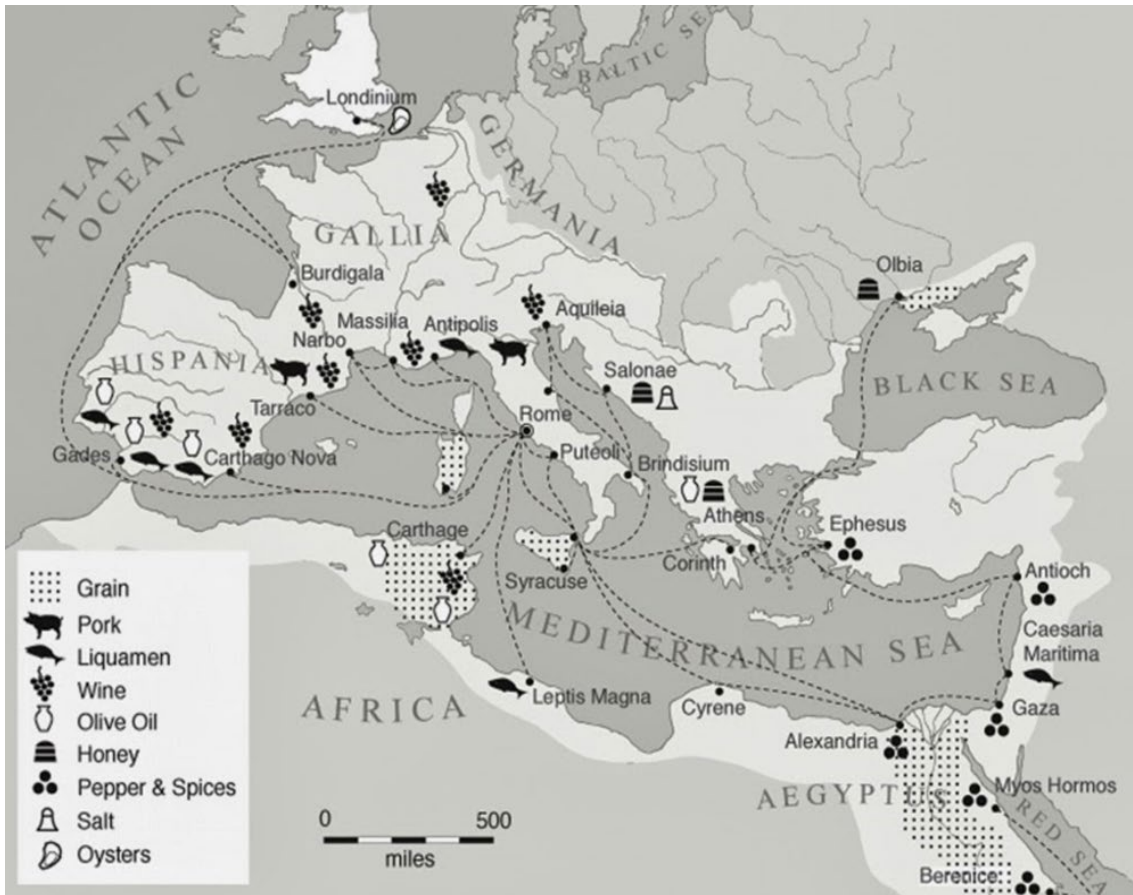 BALTIC SEA
Londinium
ATLANTIC
OCEAN
GERMANIA
GALLIA
Olbia
Burdigala
Massilia
Antipolis
Aquileia
Narbo
HISPANIA
Salonae
BLACK SEA
Tarraco
Rome
Puteoli
Gades
Carthago Nova
Brindisium
Carthage
Athens
Ephesus
Syracuse
Corinth
Antioch
MEDITERRANEAN SEA
Caesaria
Maritima
AFRICA
Leptis Magna
Cyrene
Gaza
Alexandria
AEGYPTUS
Myos Hormos
RED SEA
Berenice
Grain
Pork
Liquamen
Wine
Olive Oil
Honey
Pepper & Spices
Salt
Oysters
0 500
miles